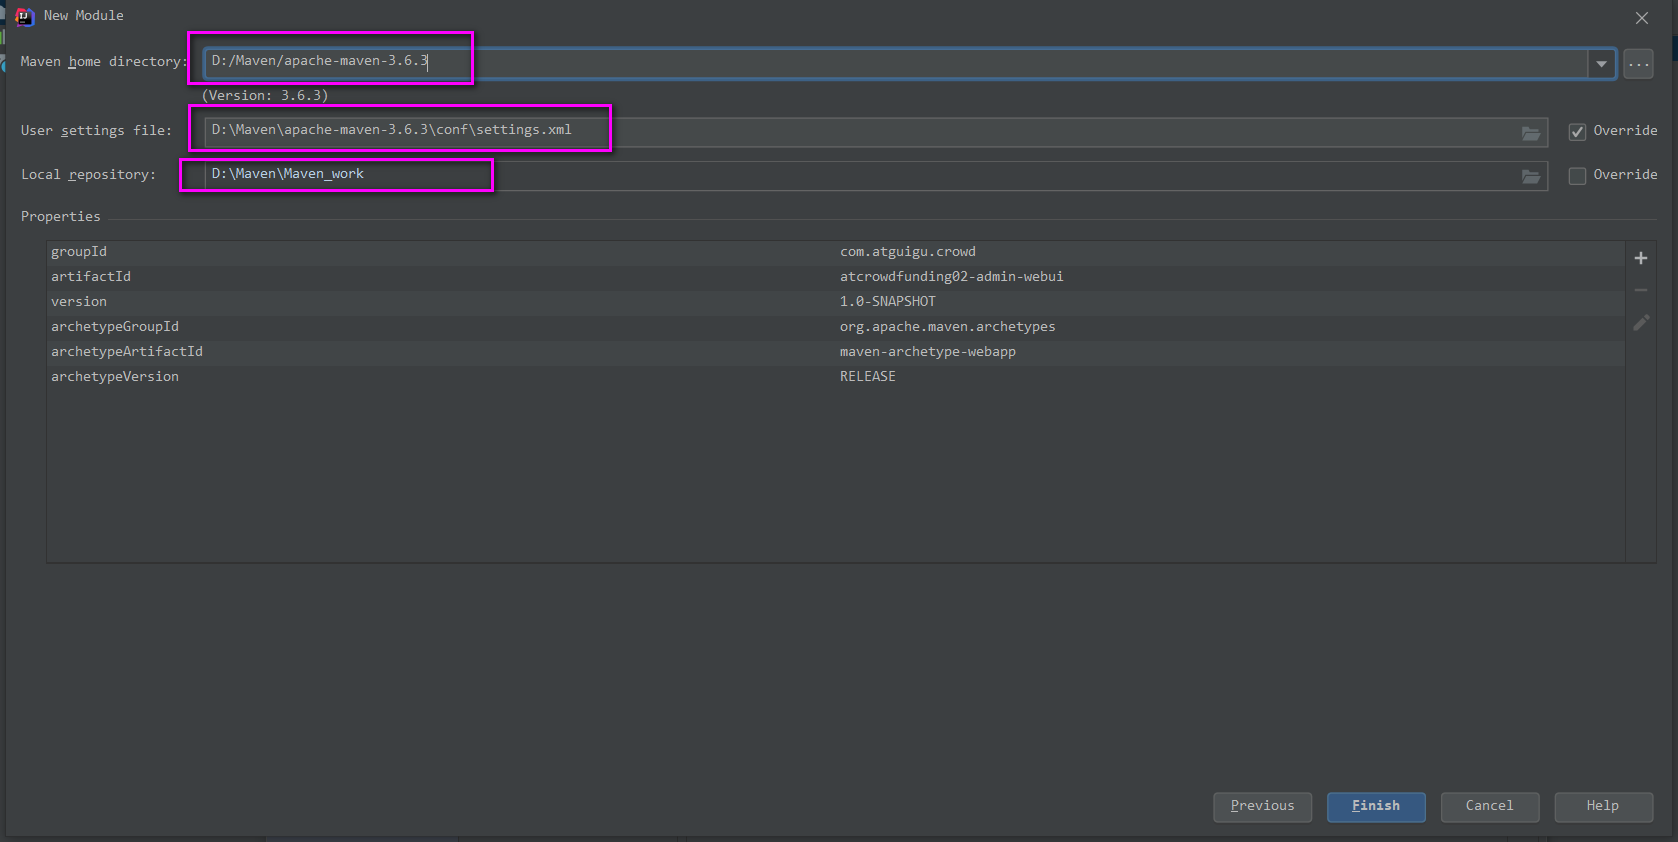 New Module
Maven home directory: D:/Maven/apache-maven-3.6.3 ...
(Version: 3.6.3)
User settings file: D:\Maven\apache-maven-3.6.3\conf\settings.xml Override
Local repository: D:\Maven\Maven_work Override
Properties
groupId com.atguigu.crowd
artifactId atcrowdfunding02-admin-webui
version 1.0-SNAPSHOT
archetypeGroupId org.apache.maven.archetypes
archetypeArtifactId maven-archetype-webapp
archetypeVersion RELEASE
Previous Finish Cancel Help